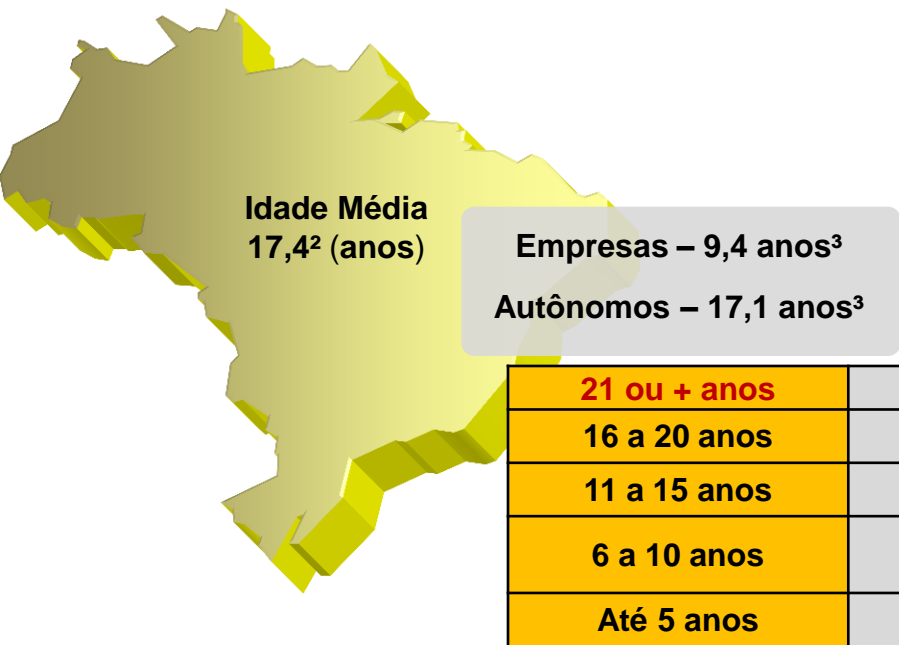 Idade Média
17,4² (anos)
Empresas – 9,4 anos³
Autônomos – 17,1 anos³
21 ou + anos
16 a 20 anos
11 a 15 anos
6 a 10 anos
Até 5 anos